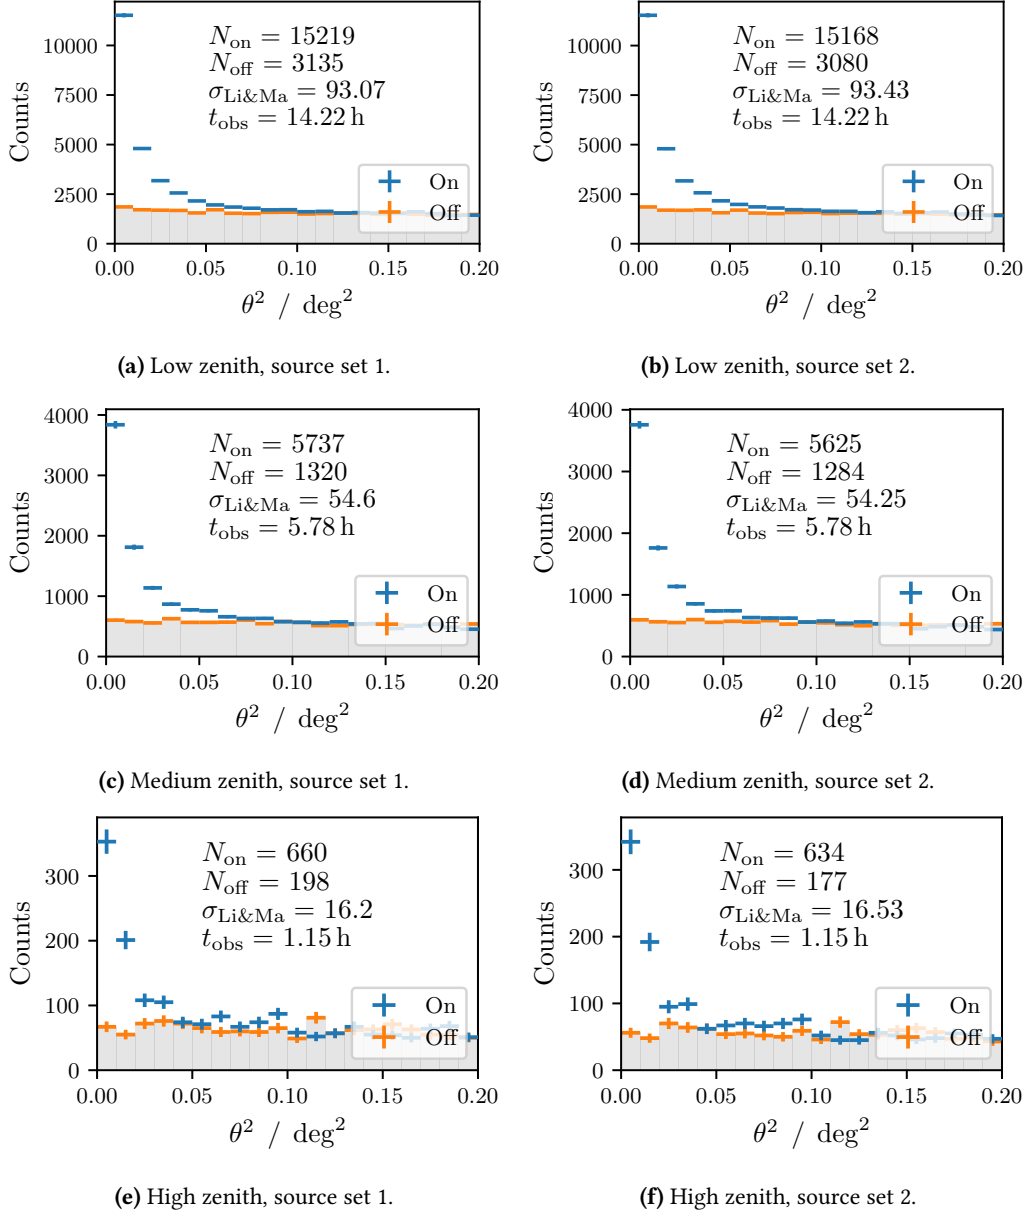 10000
7500
5000
2500
0
Counts
N_on = 15219
N_off = 3135
σ_Li&Ma = 93.07
t_obs = 14.22 h
On
Off
0.00 0.05 0.10 0.15 0.20
θ² / deg²
(a) Low zenith, source set 1.
10000
7500
5000
2500
0
Counts
N_on = 15168
N_off = 3080
σ_Li&Ma = 93.43
t_obs = 14.22 h
On
Off
0.00 0.05 0.10 0.15 0.20
θ² / deg²
(b) Low zenith, source set 2.
4000
3000
2000
1000
0
Counts
N_on = 5737
N_off = 1320
σ_Li&Ma = 54.6
t_obs = 5.78 h
On
Off
0.00 0.05 0.10 0.15 0.20
θ² / deg²
(c) Medium zenith, source set 1.
4000
3000
2000
1000
0
Counts
N_on = 5625
N_off = 1284
σ_Li&Ma = 54.25
t_obs = 5.78 h
On
Off
0.00 0.05 0.10 0.15 0.20
θ² / deg²
(d) Medium zenith, source set 2.
300
200
100
0
Counts
N_on = 660
N_off = 198
σ_Li&Ma = 16.2
t_obs = 1.15 h
On
Off
0.00 0.05 0.10 0.15 0.20
θ² / deg²
(e) High zenith, source set 1.
300
200
100
0
Counts
N_on = 634
N_off = 177
σ_Li&Ma = 16.53
t_obs = 1.15 h
On
Off
0.00 0.05 0.10 0.15 0.20
θ² / deg²
(f) High zenith, source set 2.